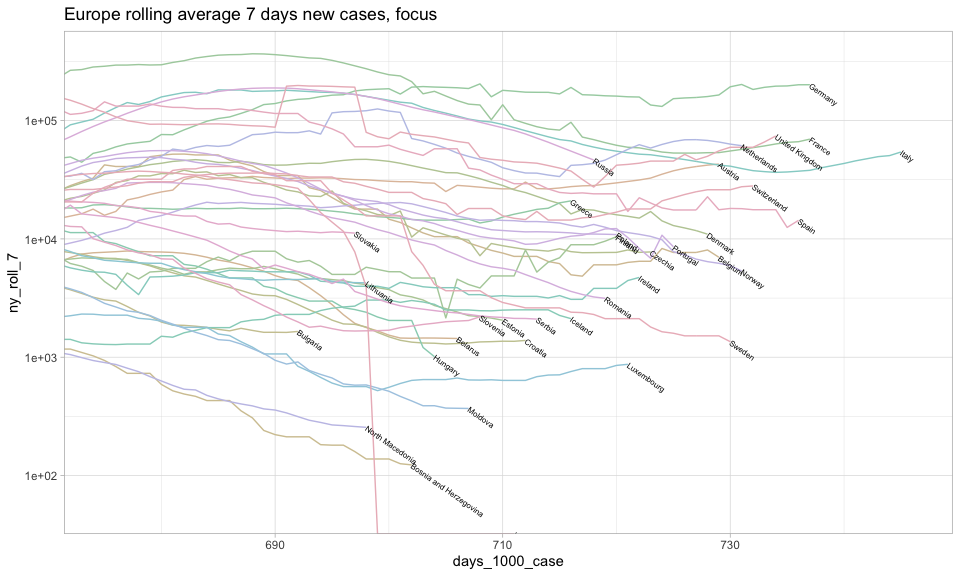 Europe rolling average 7 days new cases, focus
ny_roll_7
1e+05
1e+04
1e+03
1e+02
Germany
France
United Kingdom
Netherlands
Italy
Russia
Austria
Switzerland
Greece
Spain
Slovakia
Finland
Czechia
Portugal
Denmark
Belgium
Norway
Lithuania
Ireland
Romania
Bulgaria
Slovenia
Estonia
Serbia
Iceland
Belarus
Croatia
Sweden
Hungary
Luxembourg
Moldova
North Macedonia
Bosnia and Herzegovina
690
710
730
days_1000_case